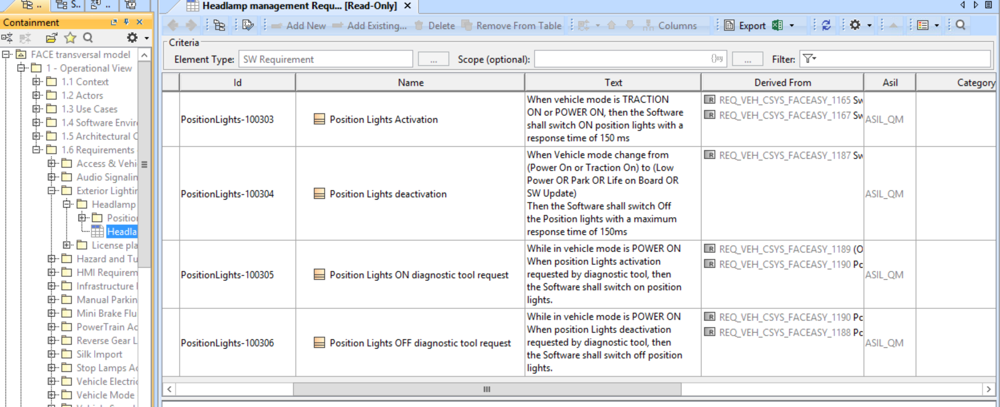 S..
Headlamp management Requ... [Read-Only]
Containment
Add New
Add Existing...
Delete
Remove From Table
Columns
Export
FACE transversal model
1 - Operational View
1.1 Context
1.2 Actors
1.3 Use Cases
1.4 Software Envir
1.5 Architectural C
1.6 Requirements
Access & Vehi
Audio Signalin
Exterior Lightin
Headlamp
Position
Headla
License pla
Hazard and Tu
HMI Requirem
Infrastructure
Manual Parkin
Mini Brake Flu
PowerTrain Ac
Reverse Gear L
Silk Import
Stop Lamps Ac
Vehicle Electric
Vehicle Mode
Criteria
Element Type: SW Requirement ... Scope (optional): ... Filter:
Id Name Text Derived From Asil Category
PositionLights-100303
Position Lights Activation
When vehicle mode is TRACTION
ON or POWER ON, then the Software
shall switch ON position lights with a
response time of 150 ms
REQ_VEH_CSYS_FACEASY_1165 Sw
REQ_VEH_CSYS_FACEASY_1167 Sw
ASIL_QM
PositionLights-100304
Position Lights deactivation
When Vehicle mode change from
(Power On or Traction On) to (Low
Power OR Park OR Life on Board OR
SW Update)
Then the Software shall switch Off
the Position lights with a maximum
response time of 150ms
REQ_VEH_CSYS_FACEASY_1187 Sw
ASIL_QM
PositionLights-100305
Position Lights ON diagnostic tool request
While in vehicle mode is POWER ON
When position Lights activation
requested by diagnostic tool, then
the Software shall switch on position
lights.
REQ_VEH_CSYS_FACEASY_1189 (O
REQ_VEH_CSYS_FACEASY_1190 Po
ASIL_QM
PositionLights-100306
Position Lights OFF diagnostic tool request
While in vehicle mode is POWER ON
When position Lights deactivation
requested by diagnostic tool, then
the Software shall switch off position
lights.
REQ_VEH_CSYS_FACEASY_1190 Po
REQ_VEH_CSYS_FACEASY_1188 Po
ASIL_QM